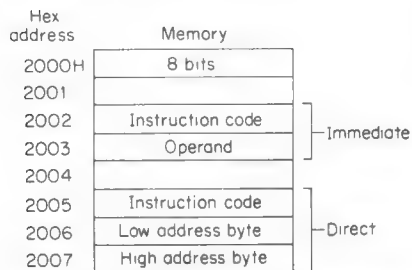 Hex
address Memory
2000H 8 bits
2001
2002 Instruction code
Immediate
2003 Operand
2004
2005 Instruction code
2006 Low address byte Direct
2007 High address byte